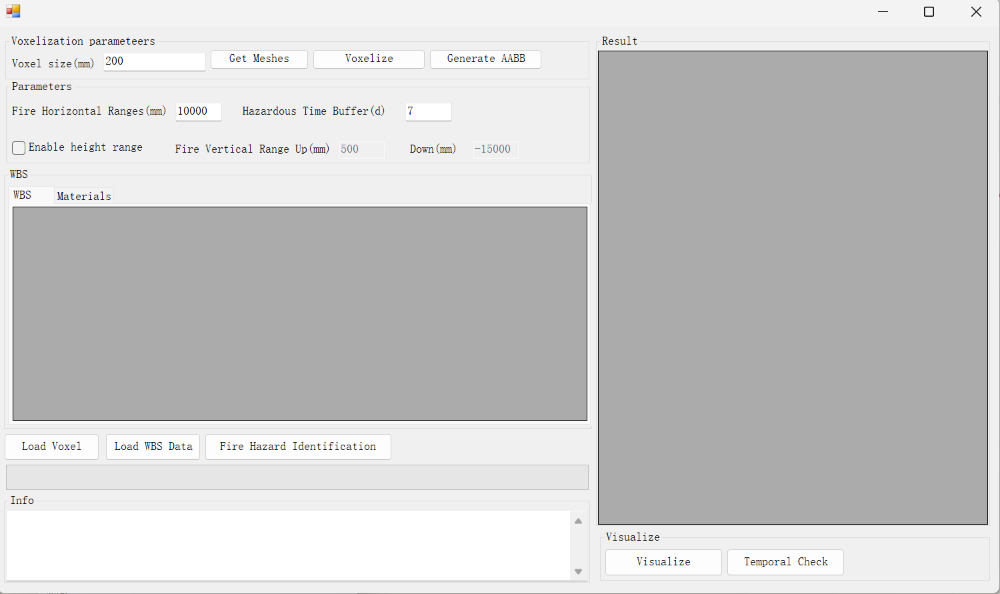 Voxelization parameteers
Voxel size(mm) 200 Get Meshes Voxelize Generate AABB
Parameters
Fire Horizontal Ranges(mm) 10000 Hazardous Time Buffer(d) 7
Enable height range Fire Vertical Range Up(mm) 500 Down(mm) -15000
WBS
WBS Materials
Load Voxel Load WBS Data Fire Hazard Identification
Info
Result
Visualize
Visualize Temporal Check